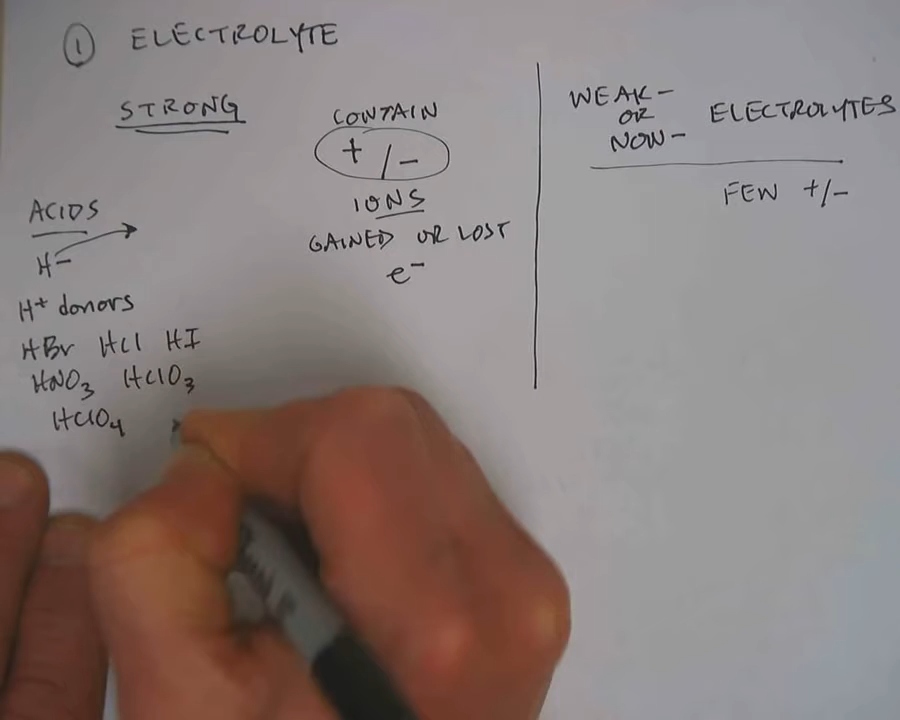 ① ELECTROLYTE
STRONG
ACIDS
H-
H+ donors
HBr HCl HI
HNO₃ HClO₃
HClO₄
CONTAIN
+/-
IONS
GAINED OR LOST
e⁻
WEAK-
OR
NON-
ELECTROLYTES
FEW +/-